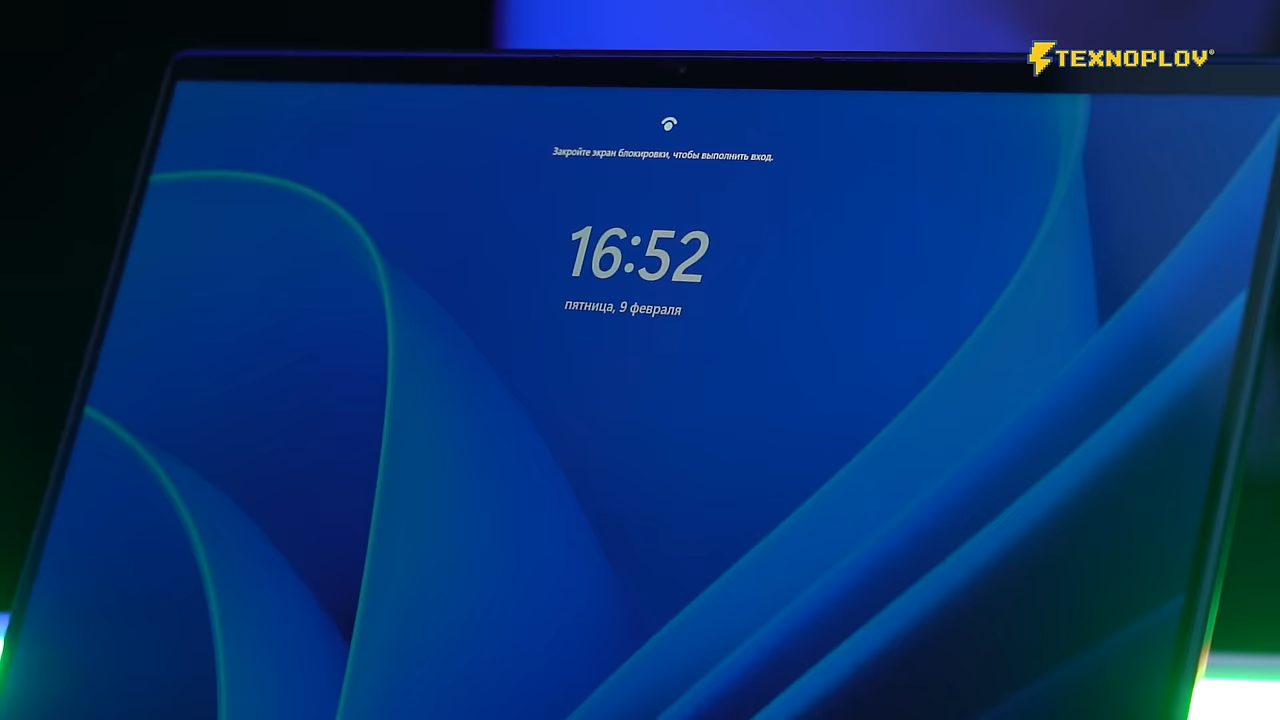 TEXNOPLOV
Закройте экран блокировки, чтобы выполнить вход.
16:52
пятница, 9 февраля